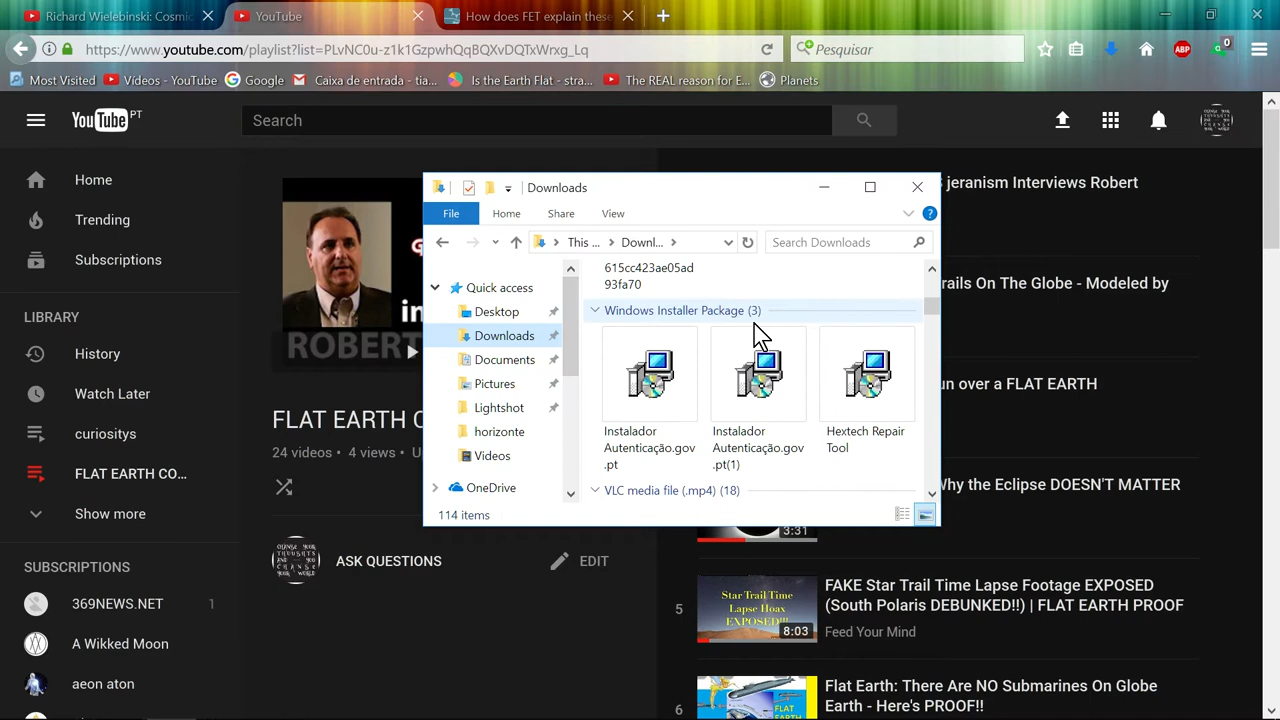 Richard Wielebinski: Cosmic
YouTube
How does FET explain these
https://www.youtube.com/playlist?list=PLvNC0u-z1k1GzpwhQqBQXvDQTxWrxg_Lq
Pesquisar
ABP
0
Most Visited
Vídeos - YouTube
Google
Caixa de entrada - tia...
Is the Earth Flat - stra...
The REAL reason for E...
Planets
YouTube PT
Search
Home
Trending
Subscriptions
LIBRARY
History
Watch Later
curiositys
FLAT EARTH CO...
Show more
SUBSCRIPTIONS
369NEWS.NET 1
A Wikked Moon
aeon aton
in
ROBERT
FLAT EARTH C
24 videos • 4 views •
ASK QUESTIONS
EDIT
Downloads
File
Home
Share
View
This ...
Downl...
Search Downloads
Quick access
Desktop
Downloads
Documents
Pictures
Lightshot
horizonte
Videos
OneDrive
114 items
615cc423ae05ad
93fa70
Windows Installer Package (3)
Instalador
Autenticação.gov
.pt
Instalador
Autenticação.gov
.pt(1)
Hextech Repair
Tool
VLC media file (.mp4) (18)
jeranism Interviews Robert
rails On The Globe - Modeled by
un over a FLAT EARTH
Why the Eclipse DOESN'T MATTER
3:31
5
Star Trail Time
Lapse Hoax
EXPOSED!!!
8:03
FAKE Star Trail Time Lapse Footage EXPOSED
(South Polaris DEBUNKED!!) | FLAT EARTH PROOF
Feed Your Mind
6
FLAT
Flat Earth: There Are NO Submarines On Globe
Earth - Here's PROOF!!